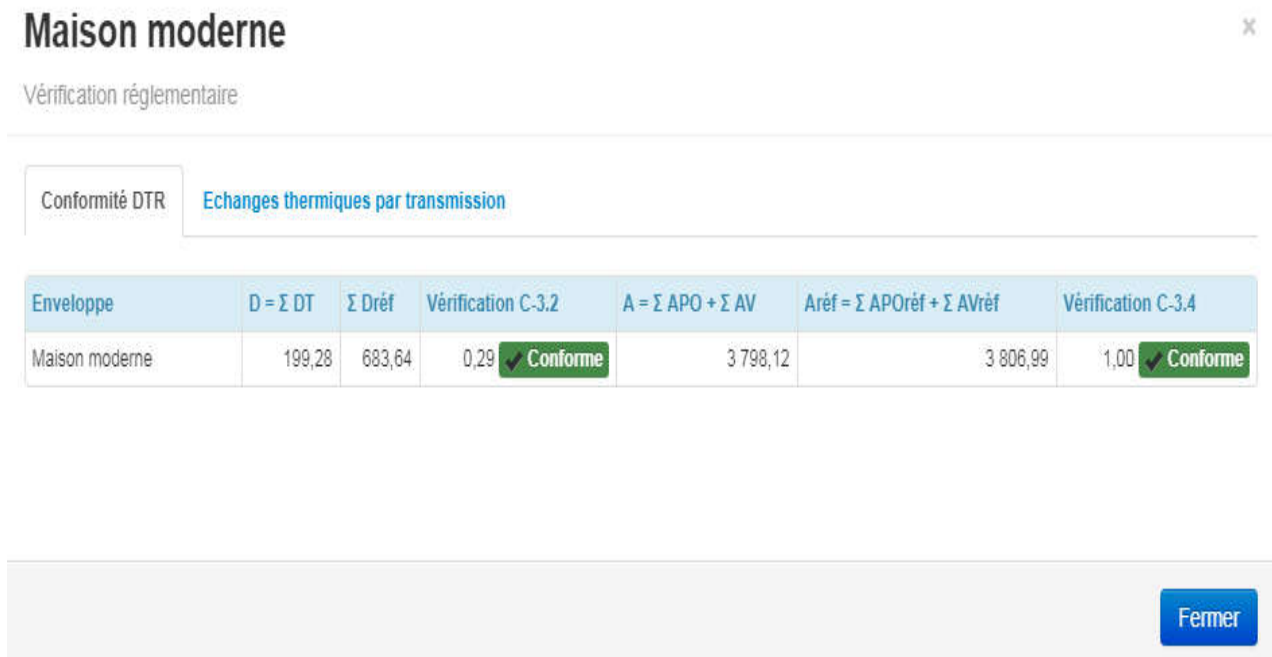 Maison moderne
×
Vérification réglementaire
Conformité DTR
Echanges thermiques par transmission
Enveloppe D = Σ DT Σ Dréf Vérification C-3.2 A = Σ APO + Σ AV Aréf = Σ APOréf + Σ AVrèf Vérification C-3.4
Maison moderne 199,28 683,64 0,29 ✓ Conforme 3 798,12 3 806,99 1,00 ✓ Conforme
Fermer